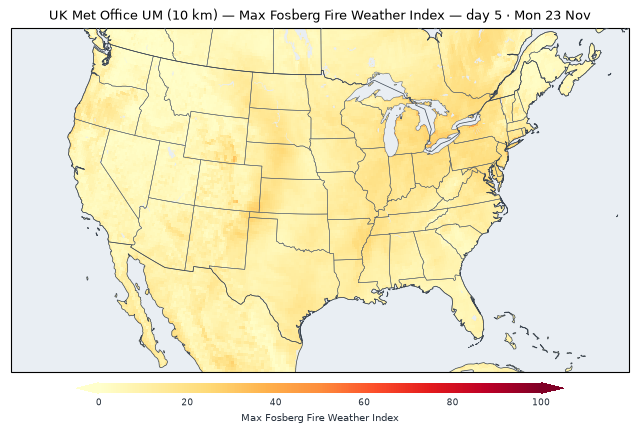 UK Met Office UM (10 km) — Max Fosberg Fire Weather Index — day 5 · Mon 23 Nov
0 20 40 60 80 100
Max Fosberg Fire Weather Index